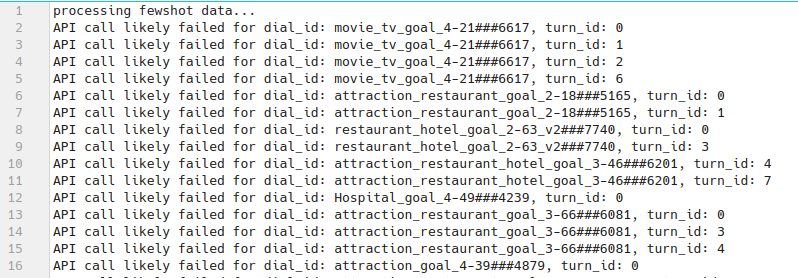 1 processing fewshot data...
2 API call likely failed for dial_id: movie_tv_goal_4-21###6617, turn_id: 0
3 API call likely failed for dial_id: movie_tv_goal_4-21###6617, turn_id: 1
4 API call likely failed for dial_id: movie_tv_goal_4-21###6617, turn_id: 2
5 API call likely failed for dial_id: movie_tv_goal_4-21###6617, turn_id: 6
6 API call likely failed for dial_id: attraction_restaurant_goal_2-18###5165, turn_id: 0
7 API call likely failed for dial_id: attraction_restaurant_goal_2-18###5165, turn_id: 1
8 API call likely failed for dial_id: restaurant_hotel_goal_2-63_v2###7740, turn_id: 0
9 API call likely failed for dial_id: restaurant_hotel_goal_2-63_v2###7740, turn_id: 3
10 API call likely failed for dial_id: attraction_restaurant_hotel_goal_3-46###6201, turn_id: 4
11 API call likely failed for dial_id: attraction_restaurant_hotel_goal_3-46###6201, turn_id: 7
12 API call likely failed for dial_id: Hospital_goal_4-49###4239, turn_id: 0
13 API call likely failed for dial_id: attraction_restaurant_goal_3-66###6081, turn_id: 0
14 API call likely failed for dial_id: attraction_restaurant_goal_3-66###6081, turn_id: 3
15 API call likely failed for dial_id: attraction_restaurant_goal_3-66###6081, turn_id: 4
16 API call likely failed for dial_id: attraction_goal_4-39###4879, turn_id: 0